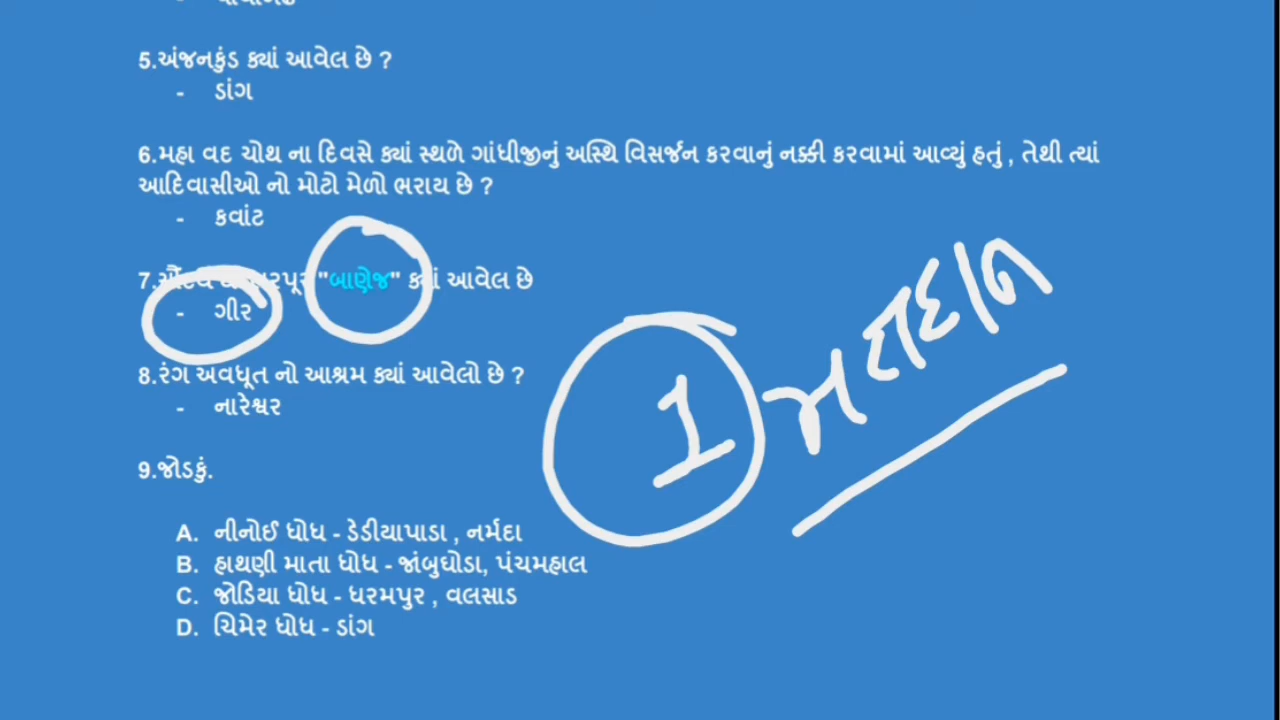 5.અંજનકુંડ ક્યાં આવેલ છે ?
- ડાંગ
6.મહા વદ ચોથ ના દિવસે ક્યાં સ્થળે ગાંધીજીનું અસ્થિ વિસર્જન કરવાનું નક્કી કરવામાં આવ્યું હતું , તેથી ત્યાં
આદિવાસીઓ નો મોટો મેળો ભરાય છે ?
- કવાંટ
7. "બાણેજ" ક્યાં આવેલ છે
- ગીર
8.રંગ અવધૂત નો આશ્રમ ક્યાં આવેલો છે ?
- નારેશ્વર
1 મતદાન
9.જોડકું.
A. નીનોઈ ધોધ - ડેડીયાપાડા , નર્મદા
B. હાથણી માતા ધોધ - જાંબુઘોડા, પંચમહાલ
C. જોડિયા ધોધ - ધરમપુર , વલસાડ
D. ચિમેર ધોધ - ડાંગ